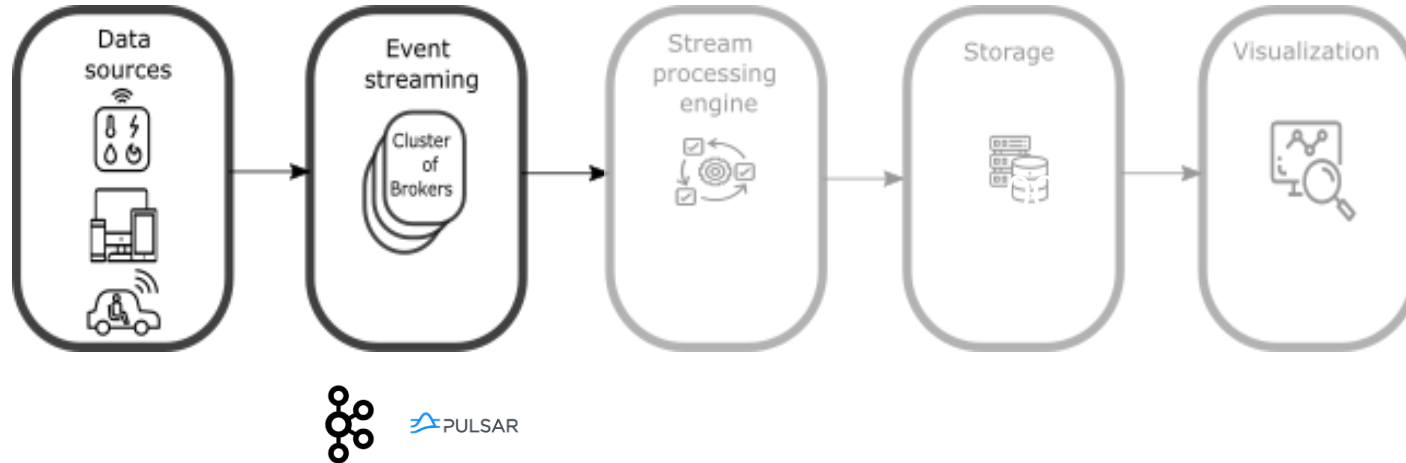 Data
sources
Event
streaming
Cluster
of
Brokers
Stream
processing
engine
Storage
Visualization
PULSAR